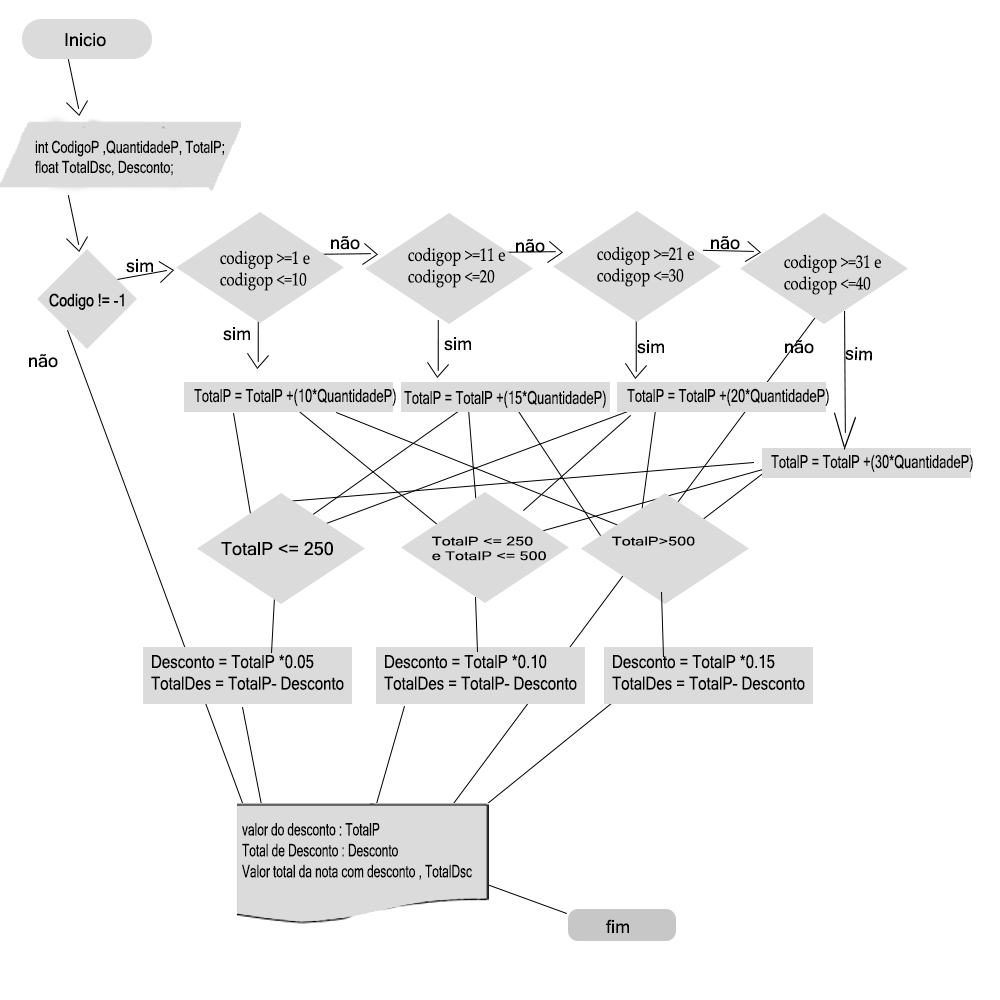 Inicio
int CodigoP ,QuantidadeP, TotalP;
float TotalDsc, Desconto;
Codigo != -1
sim
não
codigop >=1 e
codigop <=10
não
codigop >=11 e
codigop <=20
não
codigop >=21 e
codigop <=30
não
codigop >=31 e
codigop <=40
sim
sim
sim
não
sim
TotalP = TotalP +(10*QuantidadeP)
TotalP = TotalP +(15*QuantidadeP)
TotalP = TotalP +(20*QuantidadeP)
TotalP = TotalP +(30*QuantidadeP)
TotalP <= 250
TotalP <= 250
e TotalP <= 500
TotalP>500
Desconto = TotalP *0.05
TotalDes = TotalP- Desconto
Desconto = TotalP *0.10
TotalDes = TotalP- Desconto
Desconto = TotalP *0.15
TotalDes = TotalP- Desconto
valor do desconto : TotalP
Total de Desconto : Desconto
Valor total da nota com desconto , TotalDsc
fim